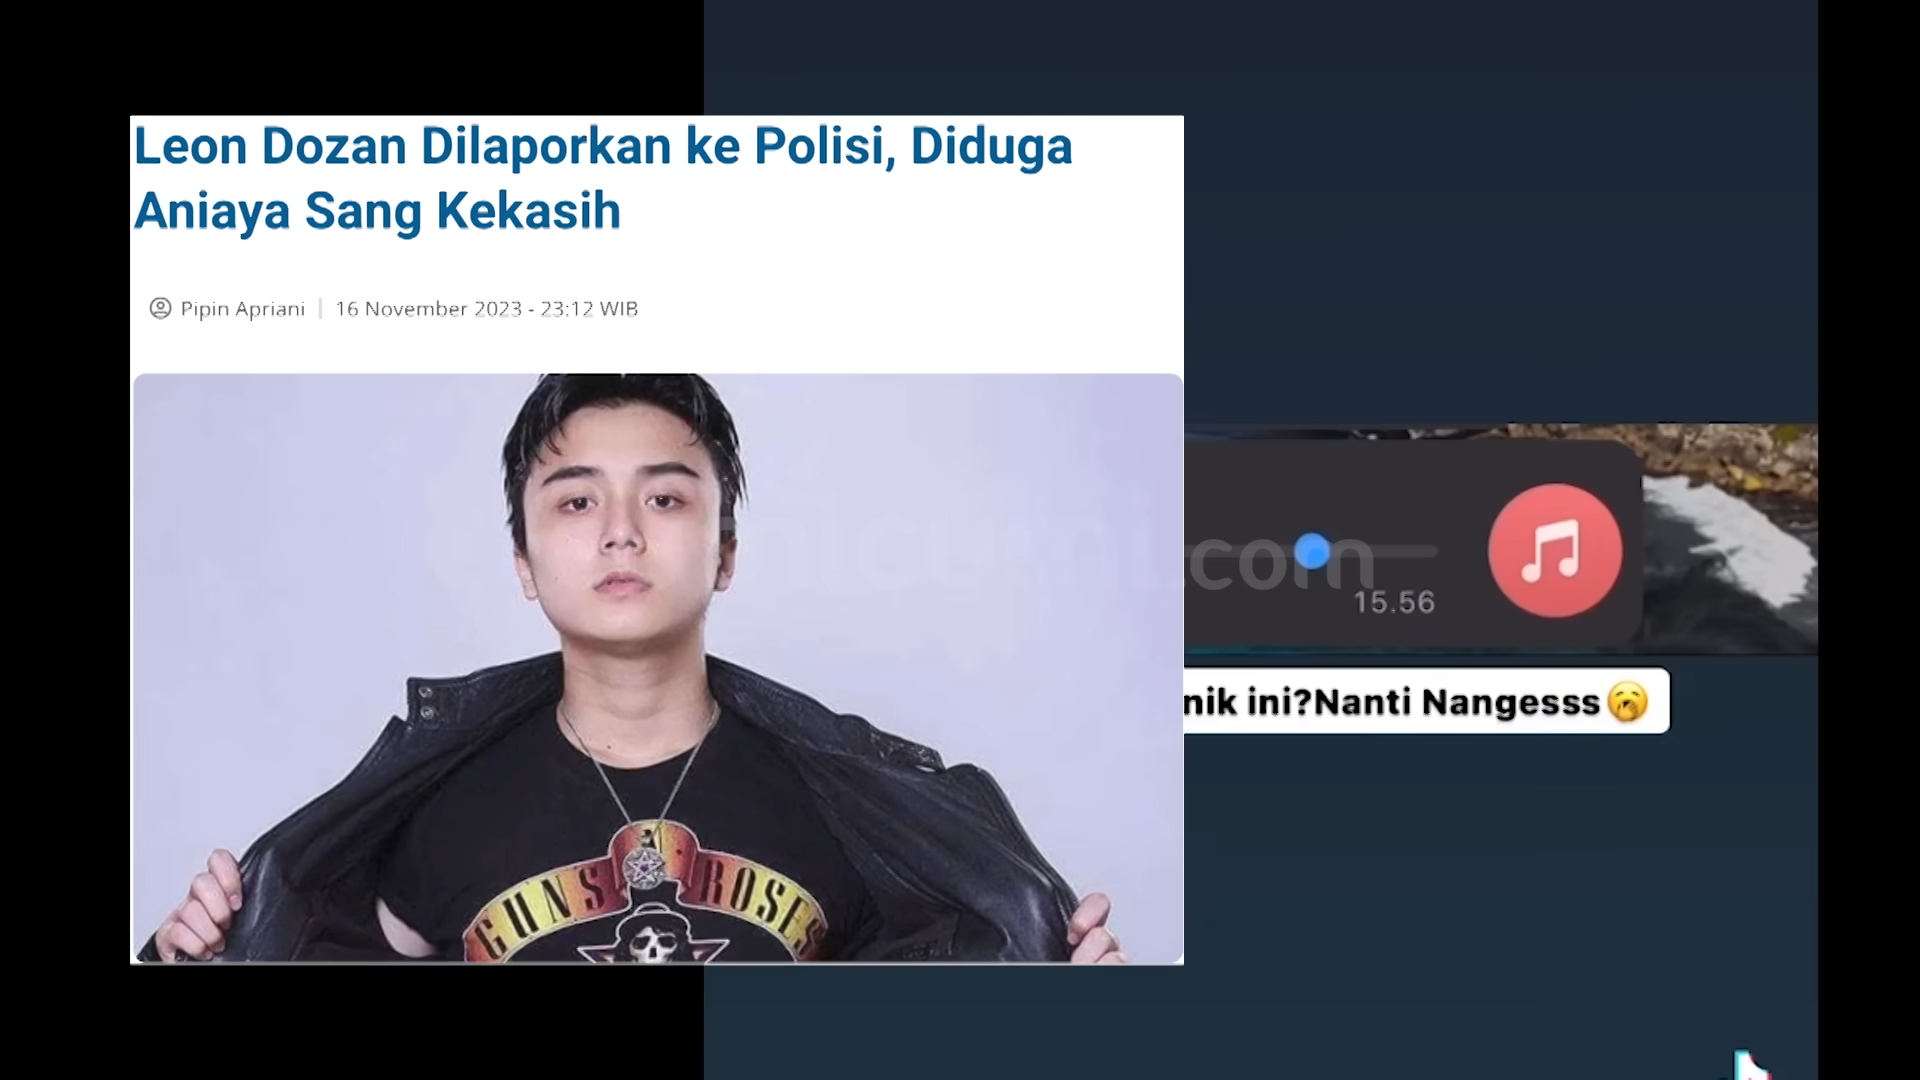 Leon Dozan Dilaporkan ke Polisi, Diduga
Aniaya Sang Kekasih
Pipin Apriani | 16 November 2023 - 23:12 WIB
.com
15.56
nik ini?Nanti Nangesss🥱
GUNS ROSES